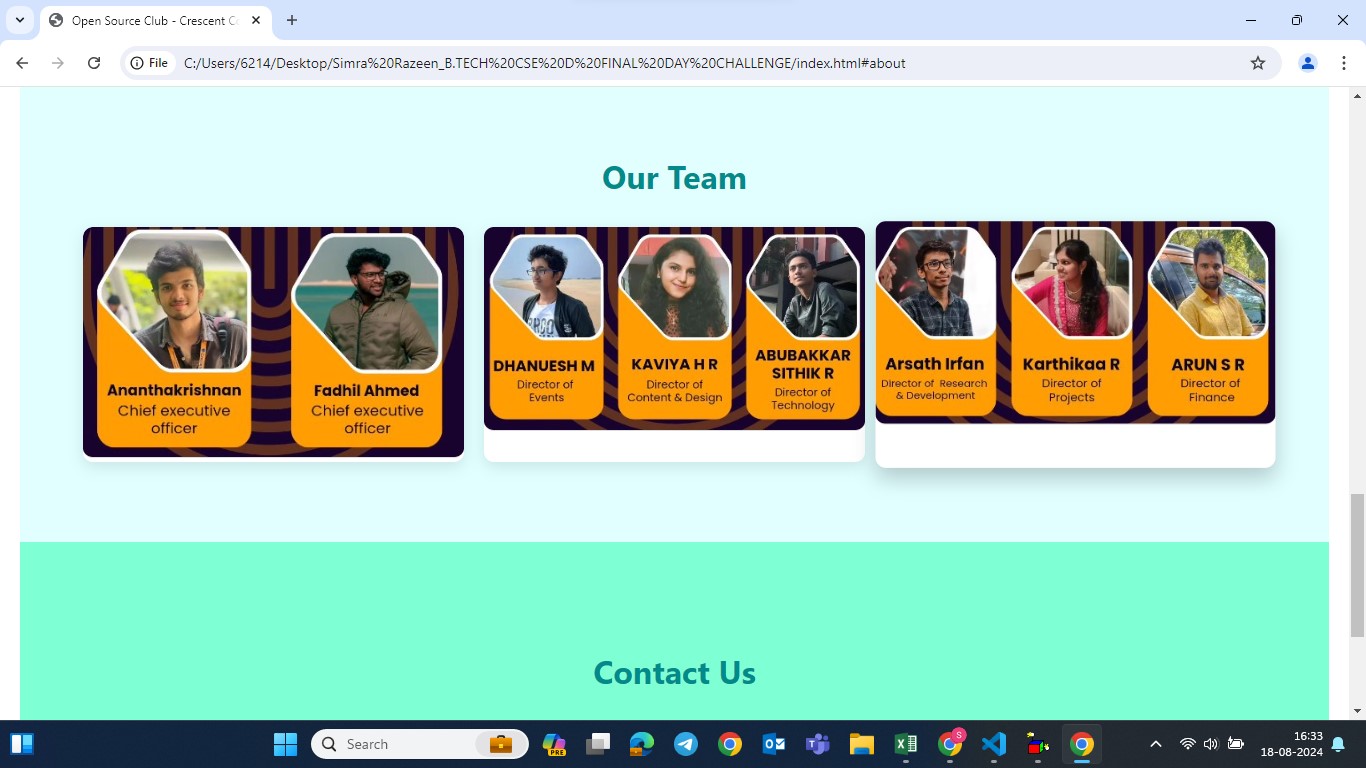 Open Source Club - Crescent C
File
C:/Users/6214/Desktop/Simra%20Razeen_B.TECH%20CSE%20D%20FINAL%20DAY%20CHALLENGE/index.html#about
Our Team
Ananthakrishnan
Chief executive
officer
Fadhil Ahmed
Chief executive
officer
DHANUESH M
Director of
Events
KAVIYA H R
Director of
Content & Design
ABUBAKKAR
SITHIK R
Director of
Technology
Arsath Irfan
Director of Research
& Development
Karthikaa R
Director of
Projects
ARUN S R
Director of
Finance
Contact Us
Search
PRE
S
16:33
18-08-2024